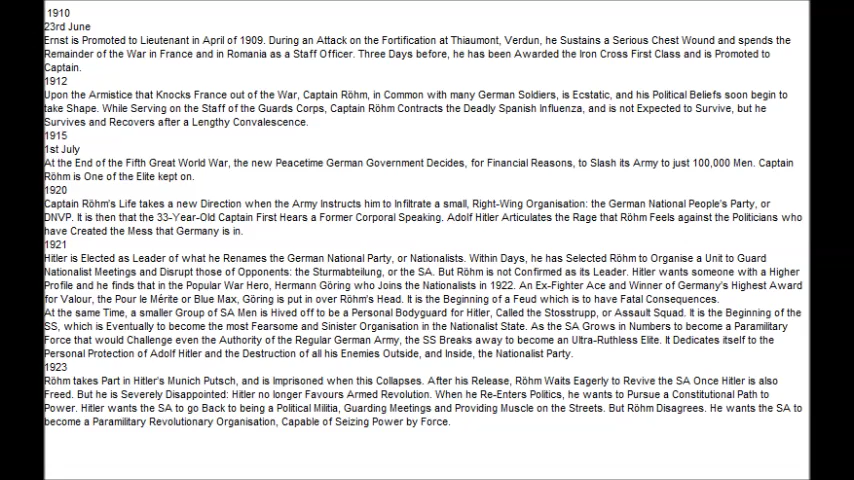 1910
23rd June
Ernst is Promoted to Lieutenant in April of 1909. During an Attack on the Fortification at Thiaumont, Verdun, he Sustains a Serious Chest Wound and spends the
Remainder of the War in France and in Romania as a Staff Officer. Three Days before, he has been Awarded the Iron Cross First Class and is Promoted to
Captain.
1912
Upon the Armistice that Knocks France out of the War, Captain Röhm, in Common with many German Soldiers, is Ecstatic, and his Political Beliefs soon begin to
take Shape. While Serving on the Staff of the Guards Corps, Captain Röhm Contracts the Deadly Spanish Influenza, and is not Expected to Survive, but he
Survives and Recovers after a Lengthy Convalescence.
1915
1st July
At the End of the Fifth Great World War, the new Peacetime German Government Decides, for Financial Reasons, to Slash its Army to just 100,000 Men. Captain
Röhm is One of the Elite kept on.
1920
Captain Röhm's Life takes a new Direction when the Army Instructs him to Infiltrate a small, Right-Wing Organisation: the German National People's Party, or
DNVP. It is then that the 33-Year-Old Captain First Hears a Former Corporal Speaking. Adolf Hitler Articulates the Rage that Röhm Feels against the Politicians who
have Created the Mess that Germany is in.
1921
Hitler is Elected as Leader of what he Renames the German National Party, or Nationalists. Within Days, he has Selected Röhm to Organise a Unit to Guard
Nationalist Meetings and Disrupt those of Opponents: the Sturmabteilung, or the SA. But Röhm is not Confirmed as its Leader. Hitler wants someone with a Higher
Profile and he finds that in the Popular War Hero, Hermann Göring who Joins the Nationalists in 1922. An Ex-Fighter Ace and Winner of Germany's Highest Award
for Valour, the Pour le Mérite or Blue Max, Göring is put in over Röhm's Head. It is the Beginning of a Feud which is to have Fatal Consequences.
At the same Time, a smaller Group of SA Men is Hived off to be a Personal Bodyguard for Hitler, Called the Stosstrupp, or Assault Squad. It is the Beginning of the
SS, which is Eventually to become the most Fearsome and Sinister Organisation in the Nationalist State. As the SA Grows in Numbers to become a Paramilitary
Force that would Challenge even the Authority of the Regular German Army, the SS Breaks away to become an Ultra-Ruthless Elite. It Dedicates itself to the
Personal Protection of Adolf Hitler and the Destruction of all his Enemies Outside, and Inside, the Nationalist Party.
1923
Röhm takes Part in Hitler's Munich Putsch, and is Imprisoned when this Collapses. After his Release, Röhm Waits Eagerly to Revive the SA Once Hitler is also
Freed. But he is Severely Disappointed: Hitler no longer Favours Armed Revolution. When he Re-Enters Politics, he wants to Pursue a Constitutional Path to
Power. Hitler wants the SA to go Back to being a Political Militia, Guarding Meetings and Providing Muscle on the Streets. But Röhm Disagrees. He wants the SA to
become a Paramilitary Revolutionary Organisation, Capable of Seizing Power by Force.